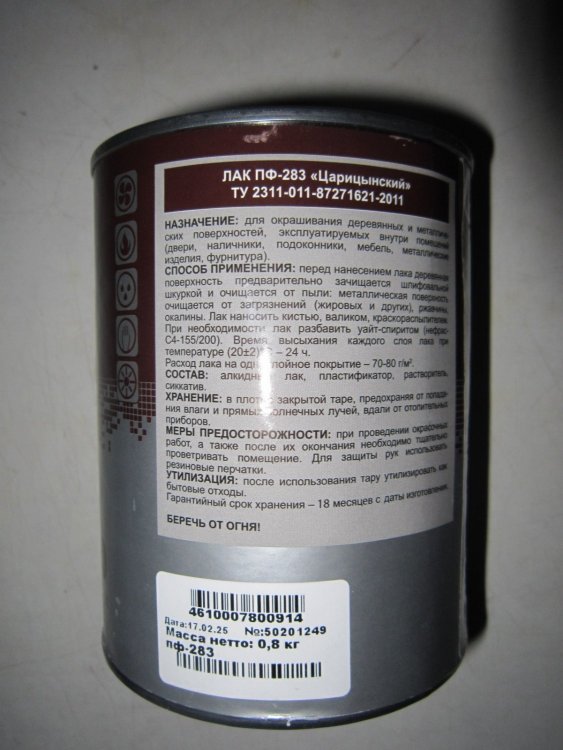 ЛАК ПФ-283 «Царицынский»
ТУ 2311-011-87271621-2011
НАЗНАЧЕНИЕ: для окрашивания деревянных и металличе-
ских поверхностей, эксплуатируемых внутри помещений
(двери, наличники, подоконники, мебель, металлические
изделия, фурнитура).
СПОСОБ ПРИМЕНЕНИЯ: перед нанесением лака деревянная
поверхность предварительно зачищается шлифовальной
шкуркой и очищается от пыли: металлическая поверхность
очищается от загрязнений (жировых и других), ржавчины,
окалины. Лак наносить кистью, валиком, краскораспылителем.
При необходимости лак разбавить уайт-спиритом (нефрас-
С4-155/200). Время высыхания каждого слоя лака при
температуре (20±2)°С – 24 ч.
Расход лака на однослойное покрытие – 70-80 г/м².
СОСТАВ: алкидный лак, пластификатор, растворитель,
сиккатив.
ХРАНЕНИЕ: в плотно закрытой таре, предохраняя от попада-
ния влаги и прямых солнечных лучей, вдали от отопительных
приборов.
МЕРЫ ПРЕДОСТОРОЖНОСТИ: при проведении окрасочных
работ, а также после их окончания необходимо тщательно
проветривать помещение. Для защиты рук использовать
резиновые перчатки.
УТИЛИЗАЦИЯ: после использования тару утилизировать как
бытовые отходы.
Гарантийный срок хранения – 18 месяцев с даты изготовления.
БЕРЕЧЬ ОТ ОГНЯ!
4610007800914
Дата:17.02.25 №:50201249
Масса нетто: 0,8 кг
пф-283